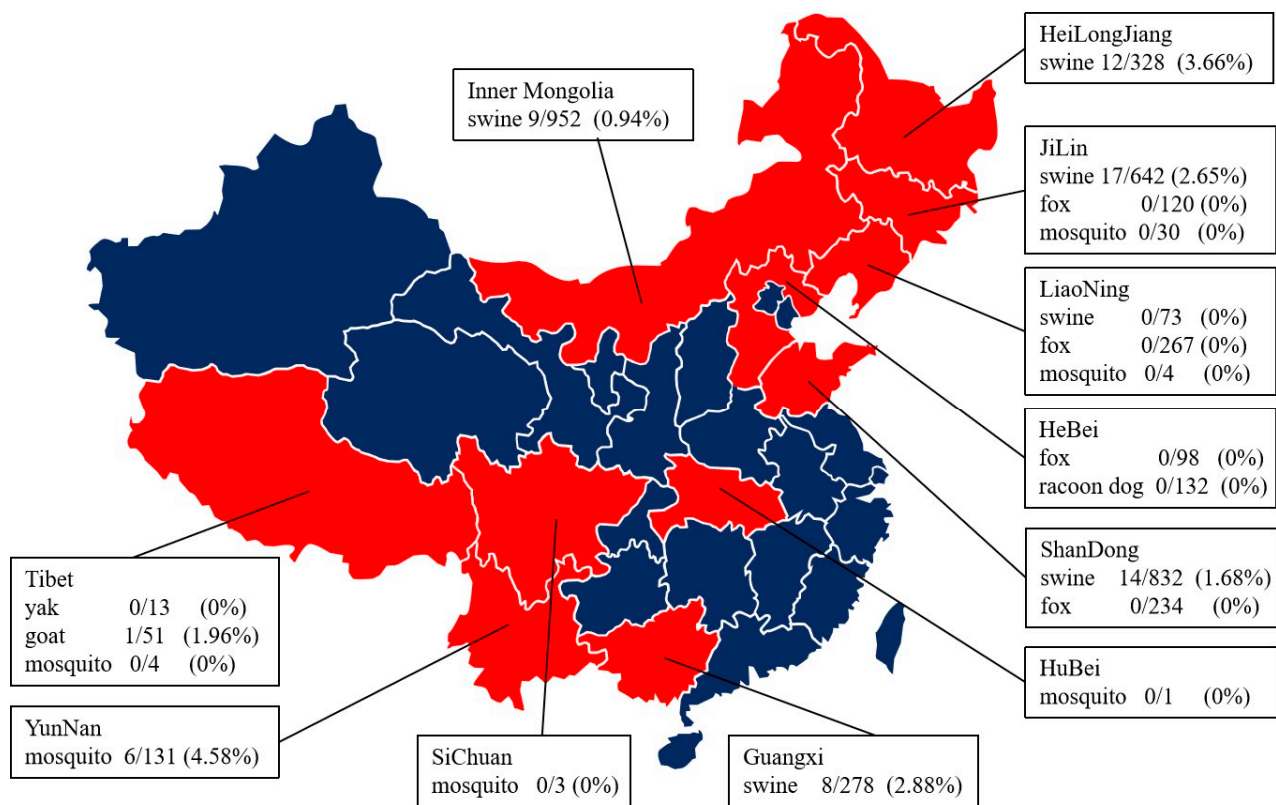 HeiLongJiang
swine 12/328 (3.66%)
Inner Mongolia
swine 9/952 (0.94%)
JiLin
swine 17/642 (2.65%)
fox 0/120 (0%)
mosquito 0/30 (0%)
LiaoNing
swine 0/73 (0%)
fox 0/267 (0%)
mosquito 0/4 (0%)
HeBei
fox 0/98 (0%)
racoon dog 0/132 (0%)
ShanDong
swine 14/832 (1.68%)
fox 0/234 (0%)
Tibet
yak 0/13 (0%)
goat 1/51 (1.96%)
mosquito 0/4 (0%)
HuBei
mosquito 0/1 (0%)
YunNan
mosquito 6/131 (4.58%)
SiChuan
mosquito 0/3 (0%)
Guangxi
swine 8/278 (2.88%)